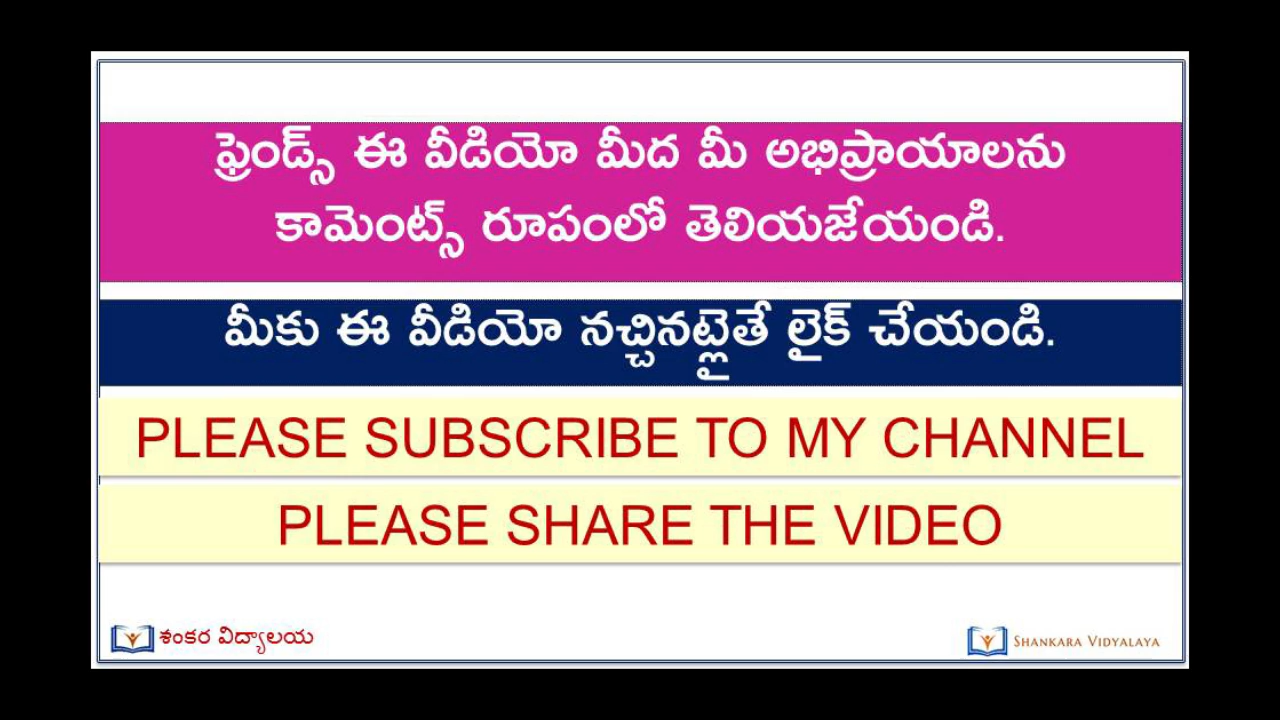 ఫ్రెండ్స్ ఈ వీడియో మీద మీ అభిప్రాయాలను
కామెంట్స్ రూపంలో తెలియజేయండి.
మీకు ఈ వీడియో నచ్చినట్లైతే లైక్ చేయండి.
PLEASE SUBSCRIBE TO MY CHANNEL
PLEASE SHARE THE VIDEO
శంకర విద్యాలయ
SHANKARA VIDYALAYA